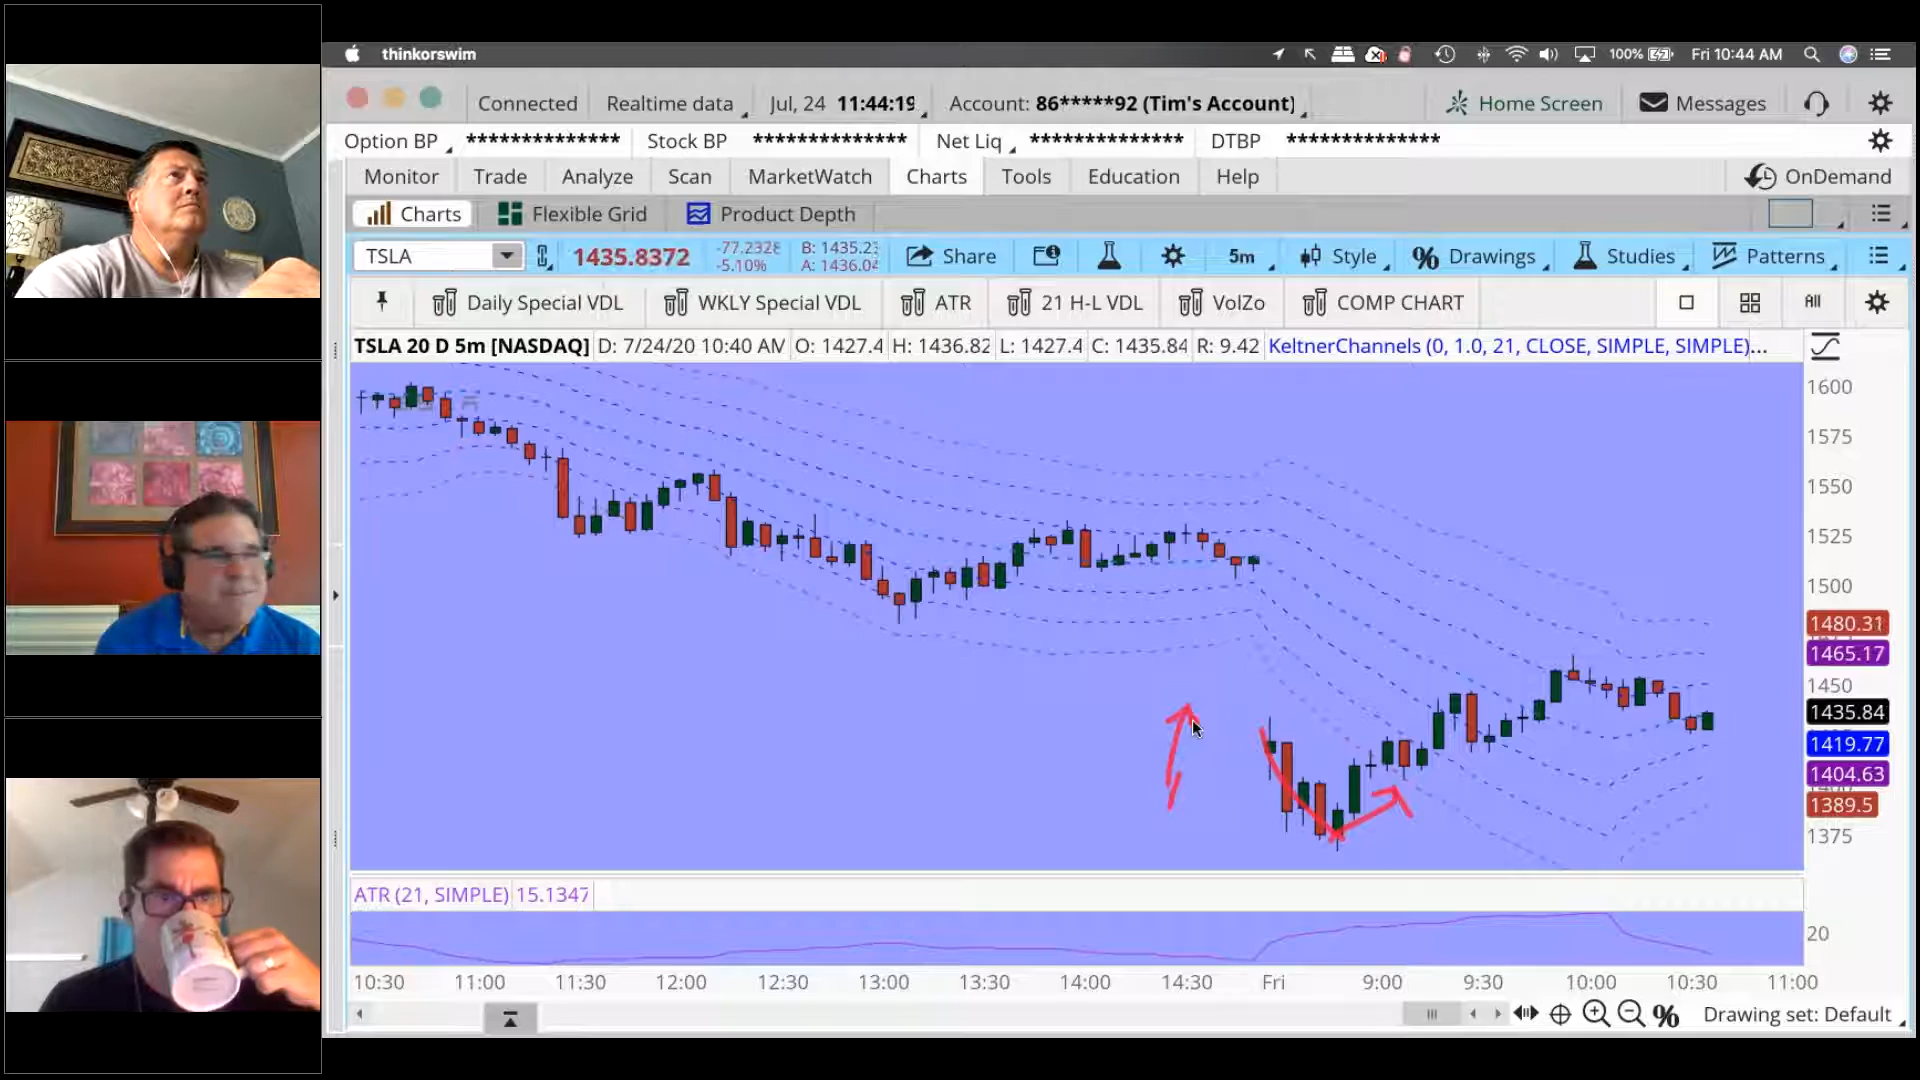 thinkorswim 100% Fri 10:44 AM
Connected Realtime data Jul, 24 11:44:19 Account: 86*****92 (Tim's Account) Home Screen Messages
Option BP ************** Stock BP ************** Net Liq ************** DTBP **************
Monitor Trade Analyze Scan MarketWatch Charts Tools Education Help OnDemand
Charts Flexible Grid Product Depth
TSLA 1435.8372 -77.2328 -5.10% B: 1435.23 A: 1436.04 Share 5m Style Drawings Studies Patterns
Daily Special VDL WKLY Special VDL ATR 21 H-L VDL VolZo COMP CHART All
TSLA 20 D 5m [NASDAQ] D: 7/24/20 10:40 AM O: 1427.4 H: 1436.82 L: 1427.4 C: 1435.84 R: 9.42 KeltnerChannels (0, 1.0, 21, CLOSE, SIMPLE, SIMPLE)...
1600
1575
1550
1525
1500
1480.31
1465.17
1450
1435.84
1419.77
1404.63
1389.5
1375
ATR (21, SIMPLE) 15.1347
20
10:30 11:00 11:30 12:00 12:30 13:00 13:30 14:00 14:30 Fri 9:00 9:30 10:00 10:30 11:00
Drawing set: Default